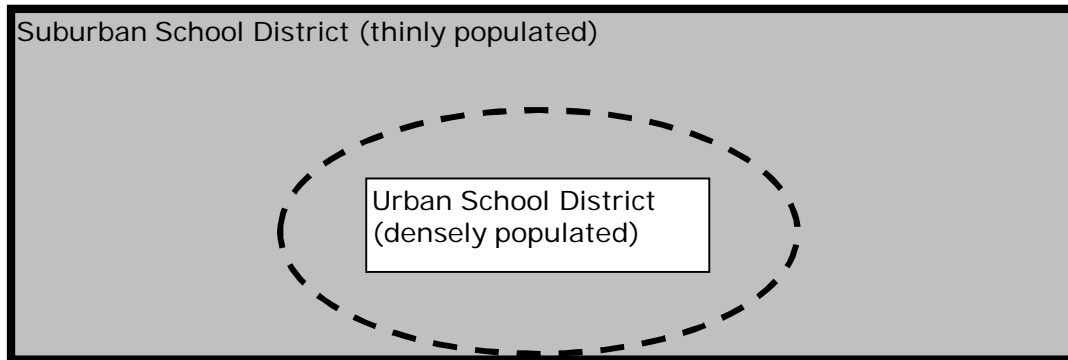 Suburban School District (thinly populated)
Urban School District
(densely populated)